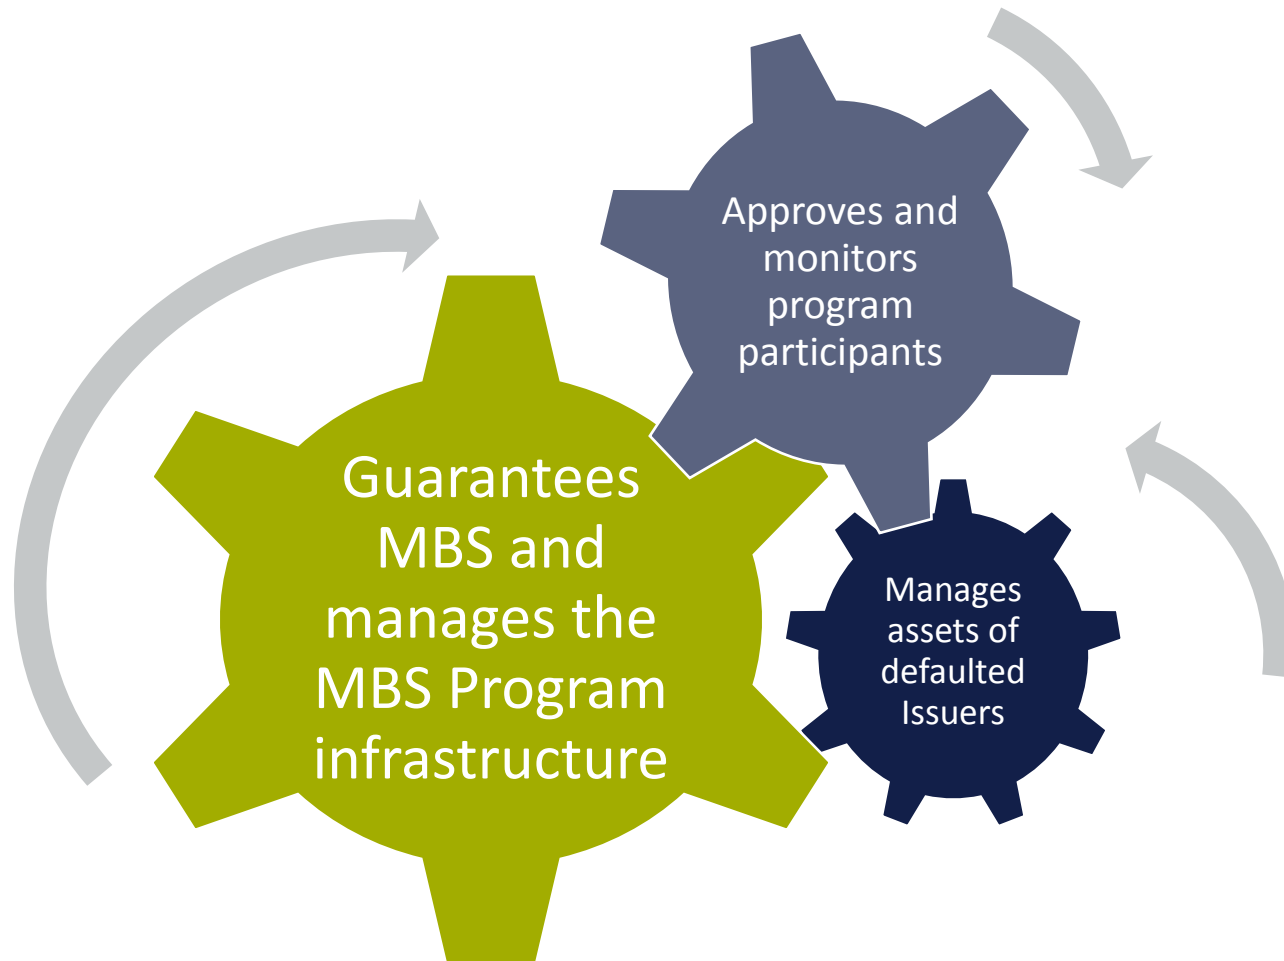 Approves and
monitors
program
participants
Guarantees
MBS and
manages the
MBS Program
infrastructure
Manages
assets of
defaulted
Issuers